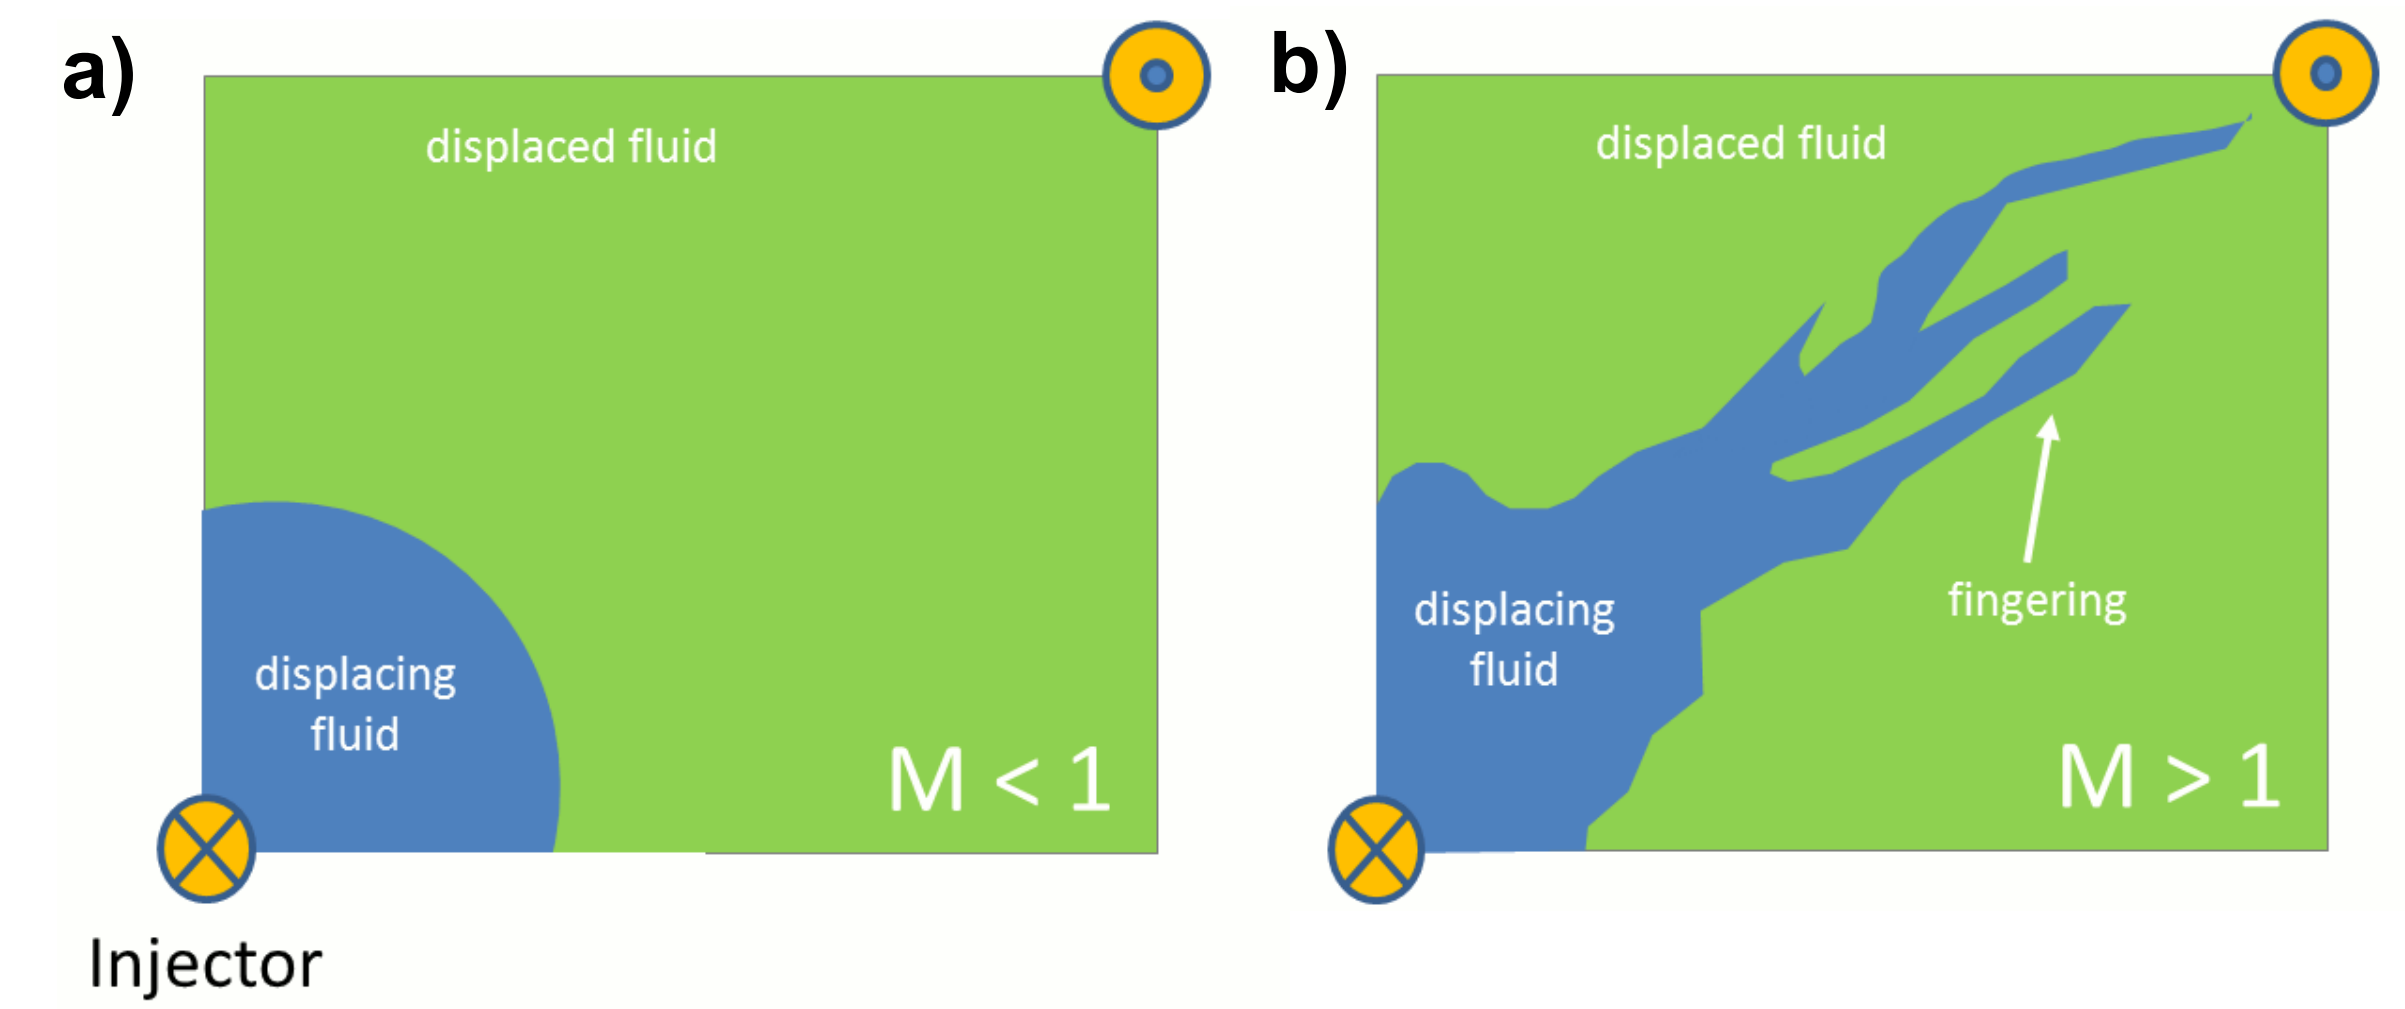 a)
displaced fluid
displacing
fluid
M < 1
Injector
b)
displaced fluid
displacing
fluid
fingering
M > 1